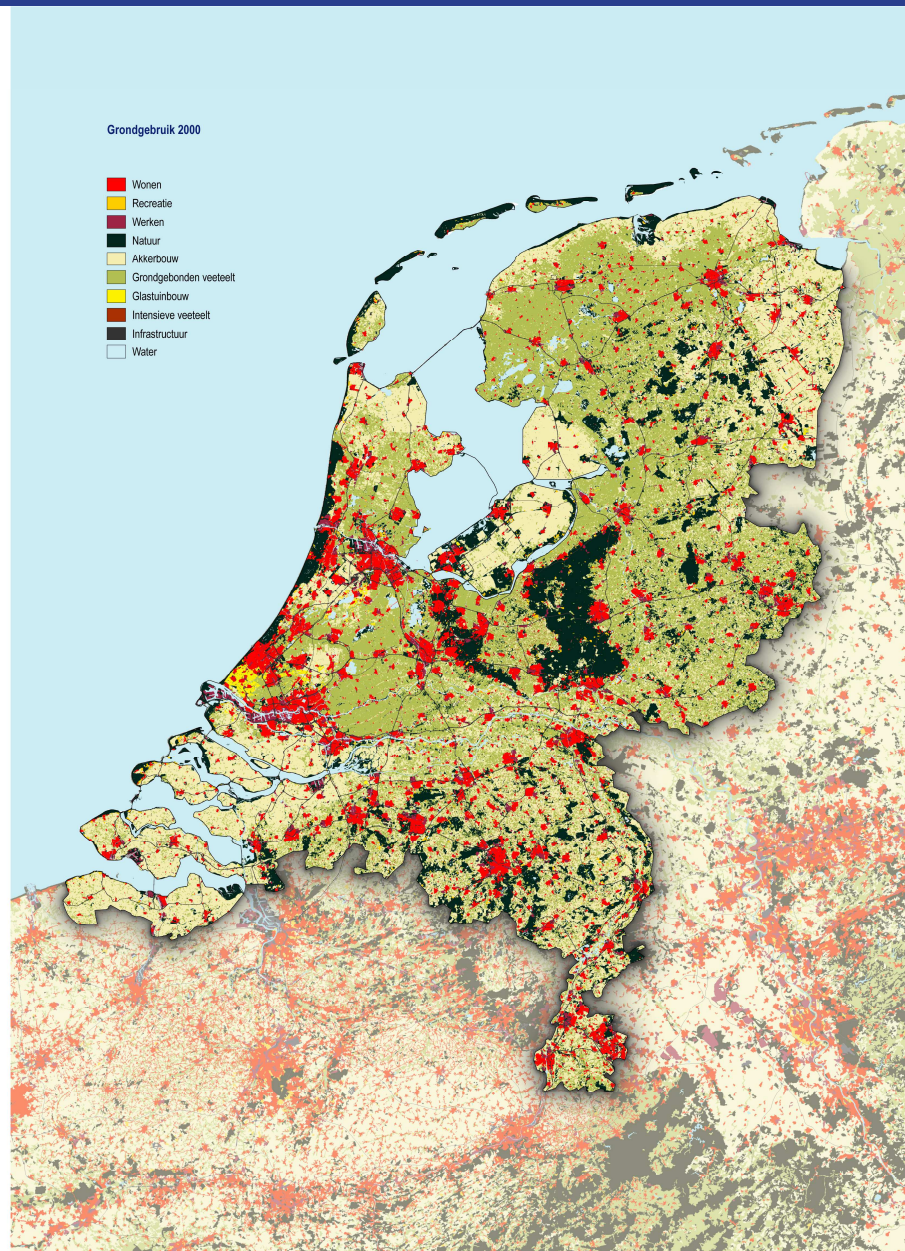 Grondgebruik 2000
Wonen
Recreatie
Werken
Natuur
Akkerbouw
Grondgebonden veeteelt
Glastuinbouw
Intensieve veeteelt
Infrastructuur
Water